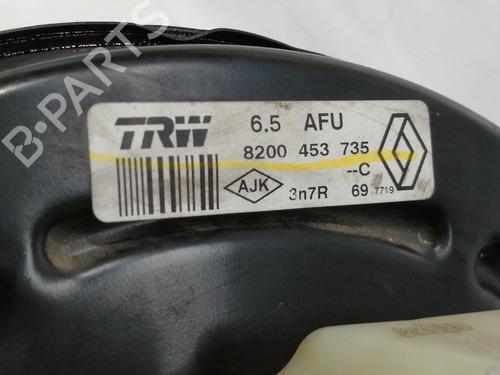 B-PARTS
TRW 6.5 AFU
8200 453 735
--C
AJK 3n7R 69 7719